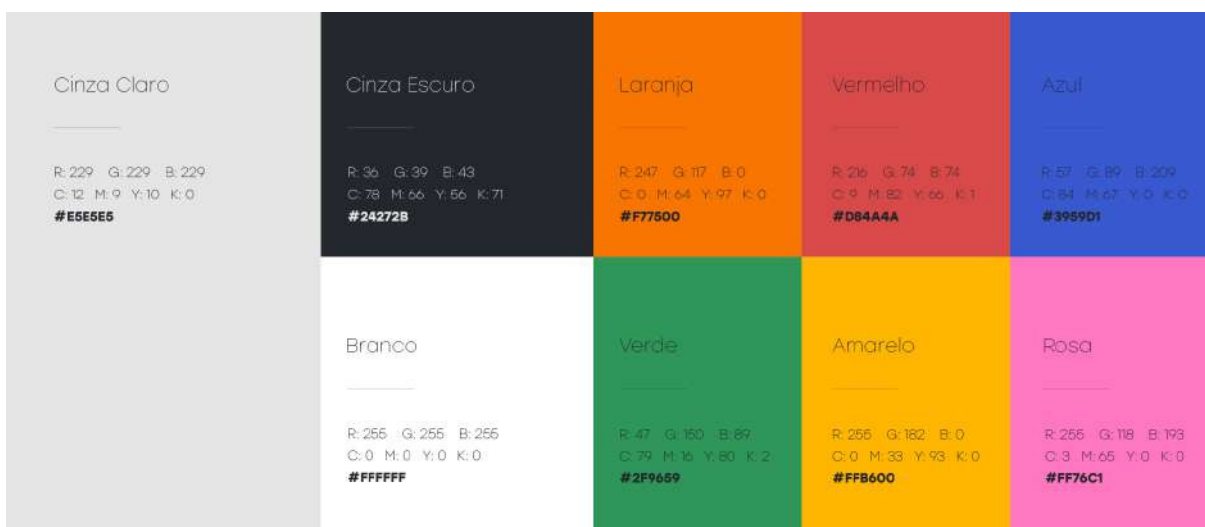 Cinza Claro
R: 229 G: 229 B: 229
C: 12 M: 9 Y: 10 K: 0
#E5E5E5
Cinza Escuro
R: 36 G: 39 B: 43
C: 78 M: 66 Y: 56 K: 71
#24272B
Laranja
R: 247 G: 117 B: 0
C: 0 M: 64 Y: 97 K: 0
#F77500
Vermelho
R: 216 G: 74 B: 74
C: 9 M: 82 Y: 66 K: 1
#D84A4A
Azul
R: 57 G: 89 B: 209
C: 84 M: 67 Y: 0 K: 0
#3959D1
Branco
R: 255 G: 255 B: 255
C: 0 M: 0 Y: 0 K: 0
#FFFFFF
Verde
R: 47 G: 150 B: 89
C: 79 M: 16 Y: 80 K: 2
#2F9659
Amarelo
R: 255 G: 182 B: 0
C: 0 M: 33 Y: 93 K: 0
#FFB600
Rosa
R: 255 G: 118 B: 193
C: 3 M: 65 Y: 0 K: 0
#FF76C1